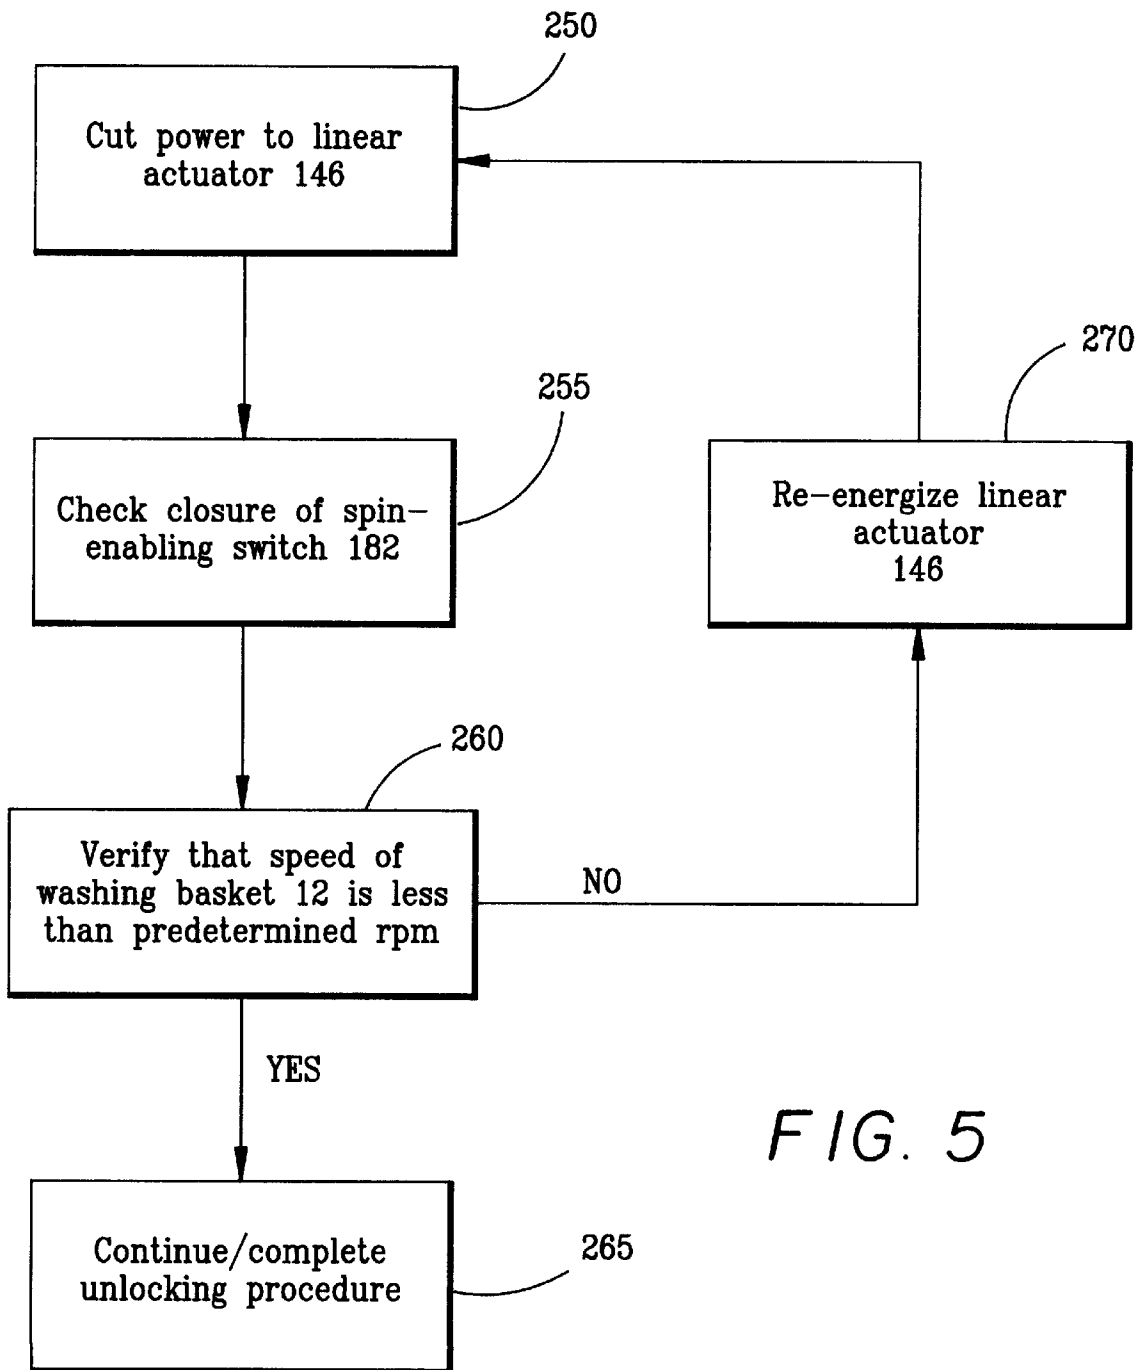 250
Cut power to linear
actuator 146
270
255
Check closure of spin-
enabling switch 182
Re-energize linear
actuator
146
260
Verify that speed of
washing basket 12 is less
than predetermined rpm
NO
YES
FIG. 5
Continue/complete
unlocking procedure
265